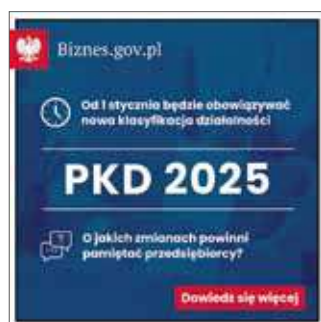 Biznes.gov.pl
Od 1 stycznia będzie obowiązywać
nowa klasyfikacja działalności
PKD 2025
O jakich zmianach powinni
pamiętać przedsiębiorcy?
Dowiedz się więcej